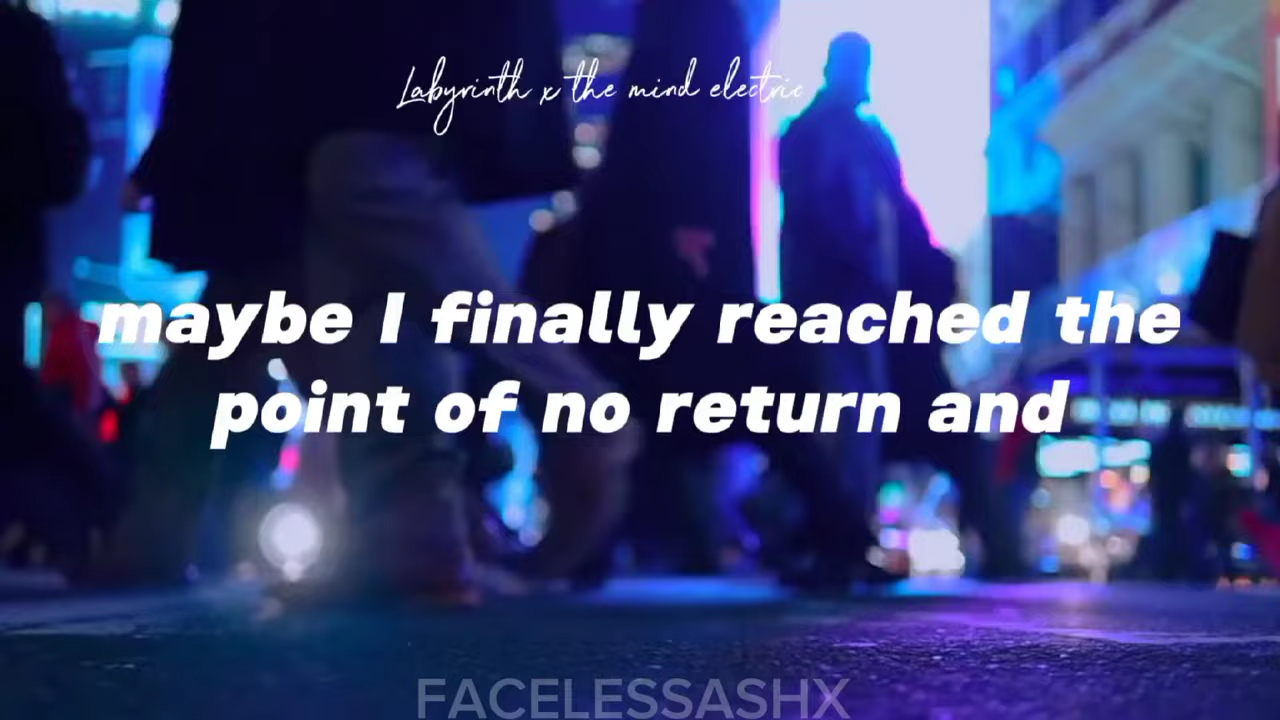 Labyrinth x the mind electric
maybe I finally reached the
point of no return and
FACELESSASHX